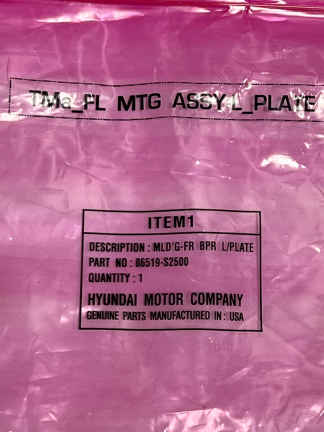 TMa_FL MTG ASSY-L_PLATE
ITEM1
DESCRIPTION : MLD'G-FR BPR L/PLATE
PART NO : 86519-S2500
QUANTITY : 1
HYUNDAI MOTOR COMPANY
GENUINE PARTS MANUFACTURED IN : USA